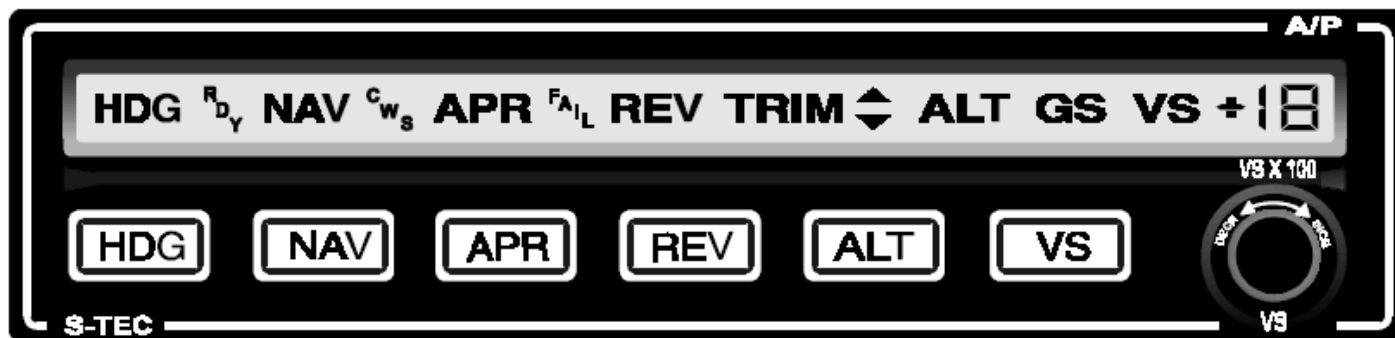 A/P
HDG RDY NAV CWS APR FAIL REV TRIM ALT GS VS +18
VS X 100
HDG NAV APR REV ALT VS
DECR INCR
S-TEC
VS